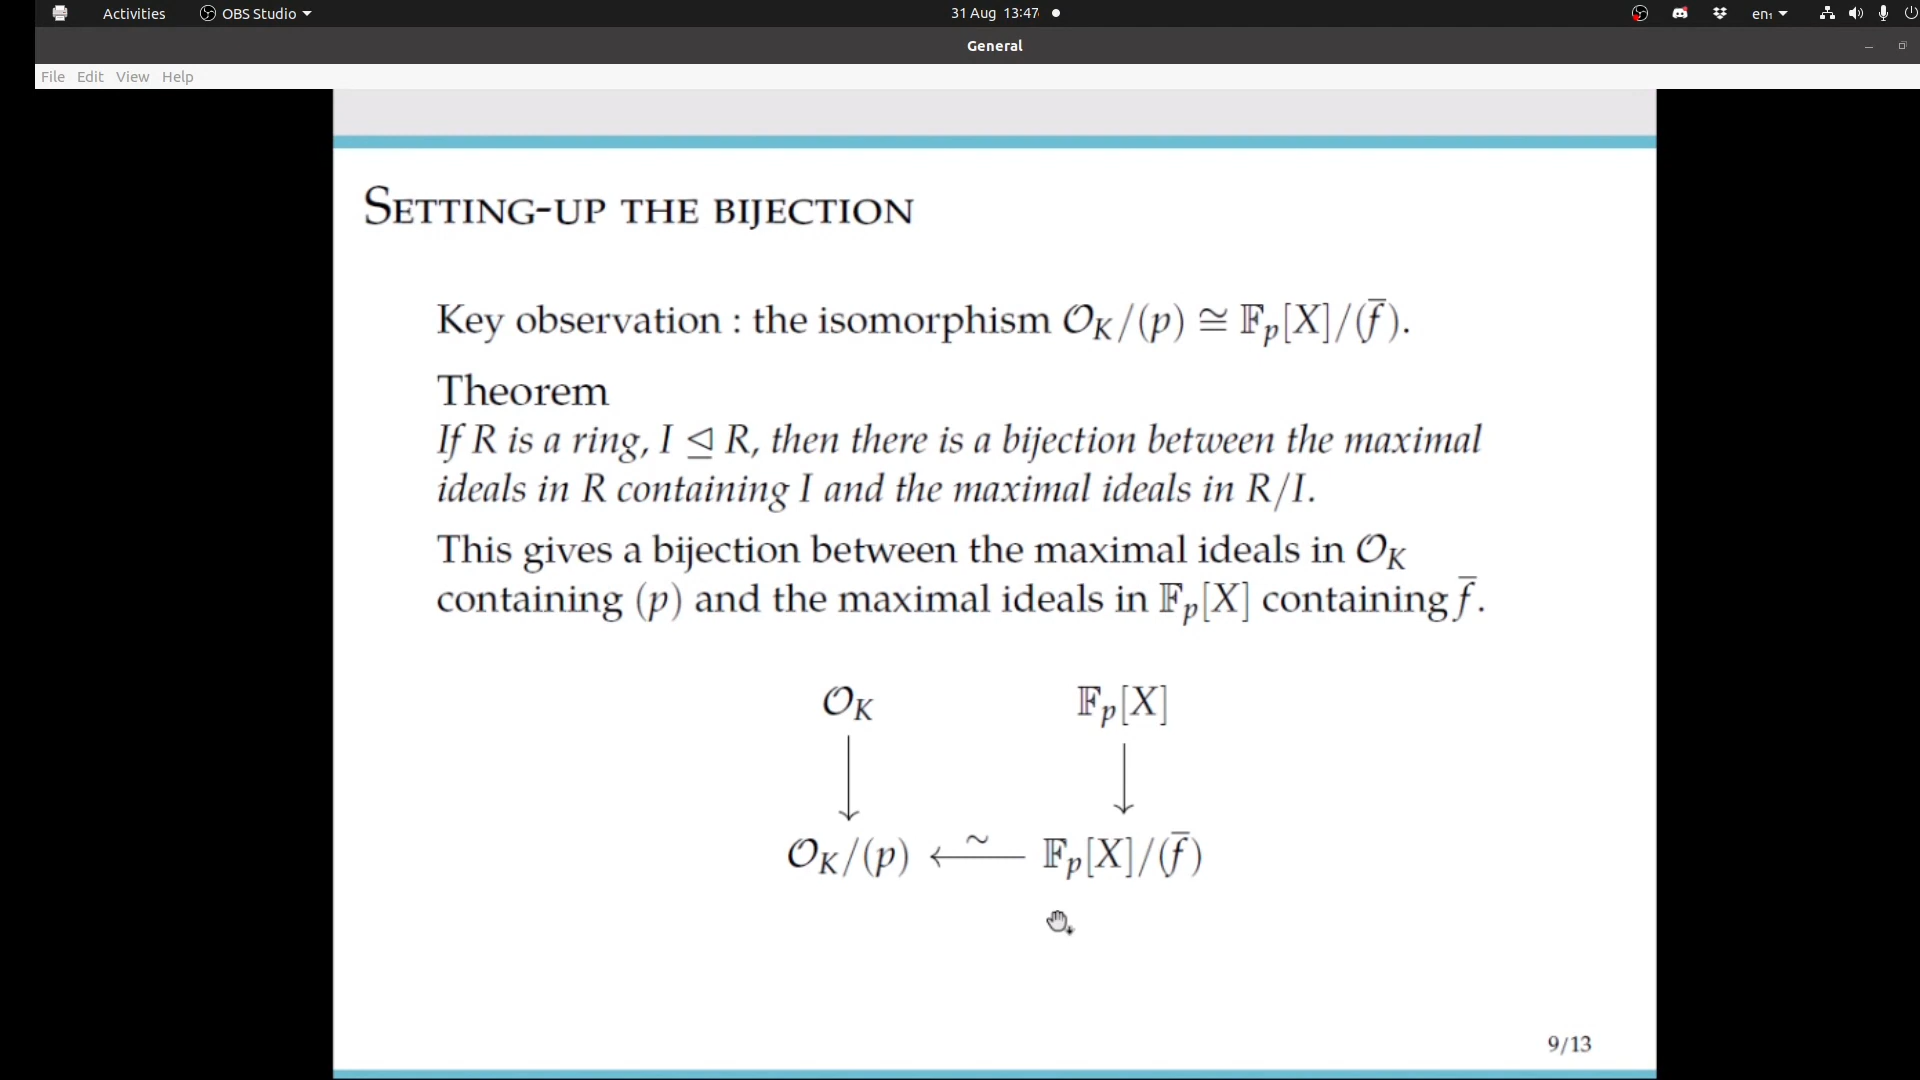 Activities OBS Studio 31 Aug 13:47 en₁
General
File Edit View Help
SETTING-UP THE BIJECTION
Key observation : the isomorphism 𝒪_K/(p) ≅ 𝔽_p[X]/(f̅).
Theorem
If R is a ring, I ⊴ R, then there is a bijection between the maximal
ideals in R containing I and the maximal ideals in R/I.
This gives a bijection between the maximal ideals in 𝒪_K
containing (p) and the maximal ideals in 𝔽_p[X] containing f̅.
𝒪_K 𝔽_p[X]
𝒪_K/(p) ←∼ 𝔽_p[X]/(f̅)
9/13